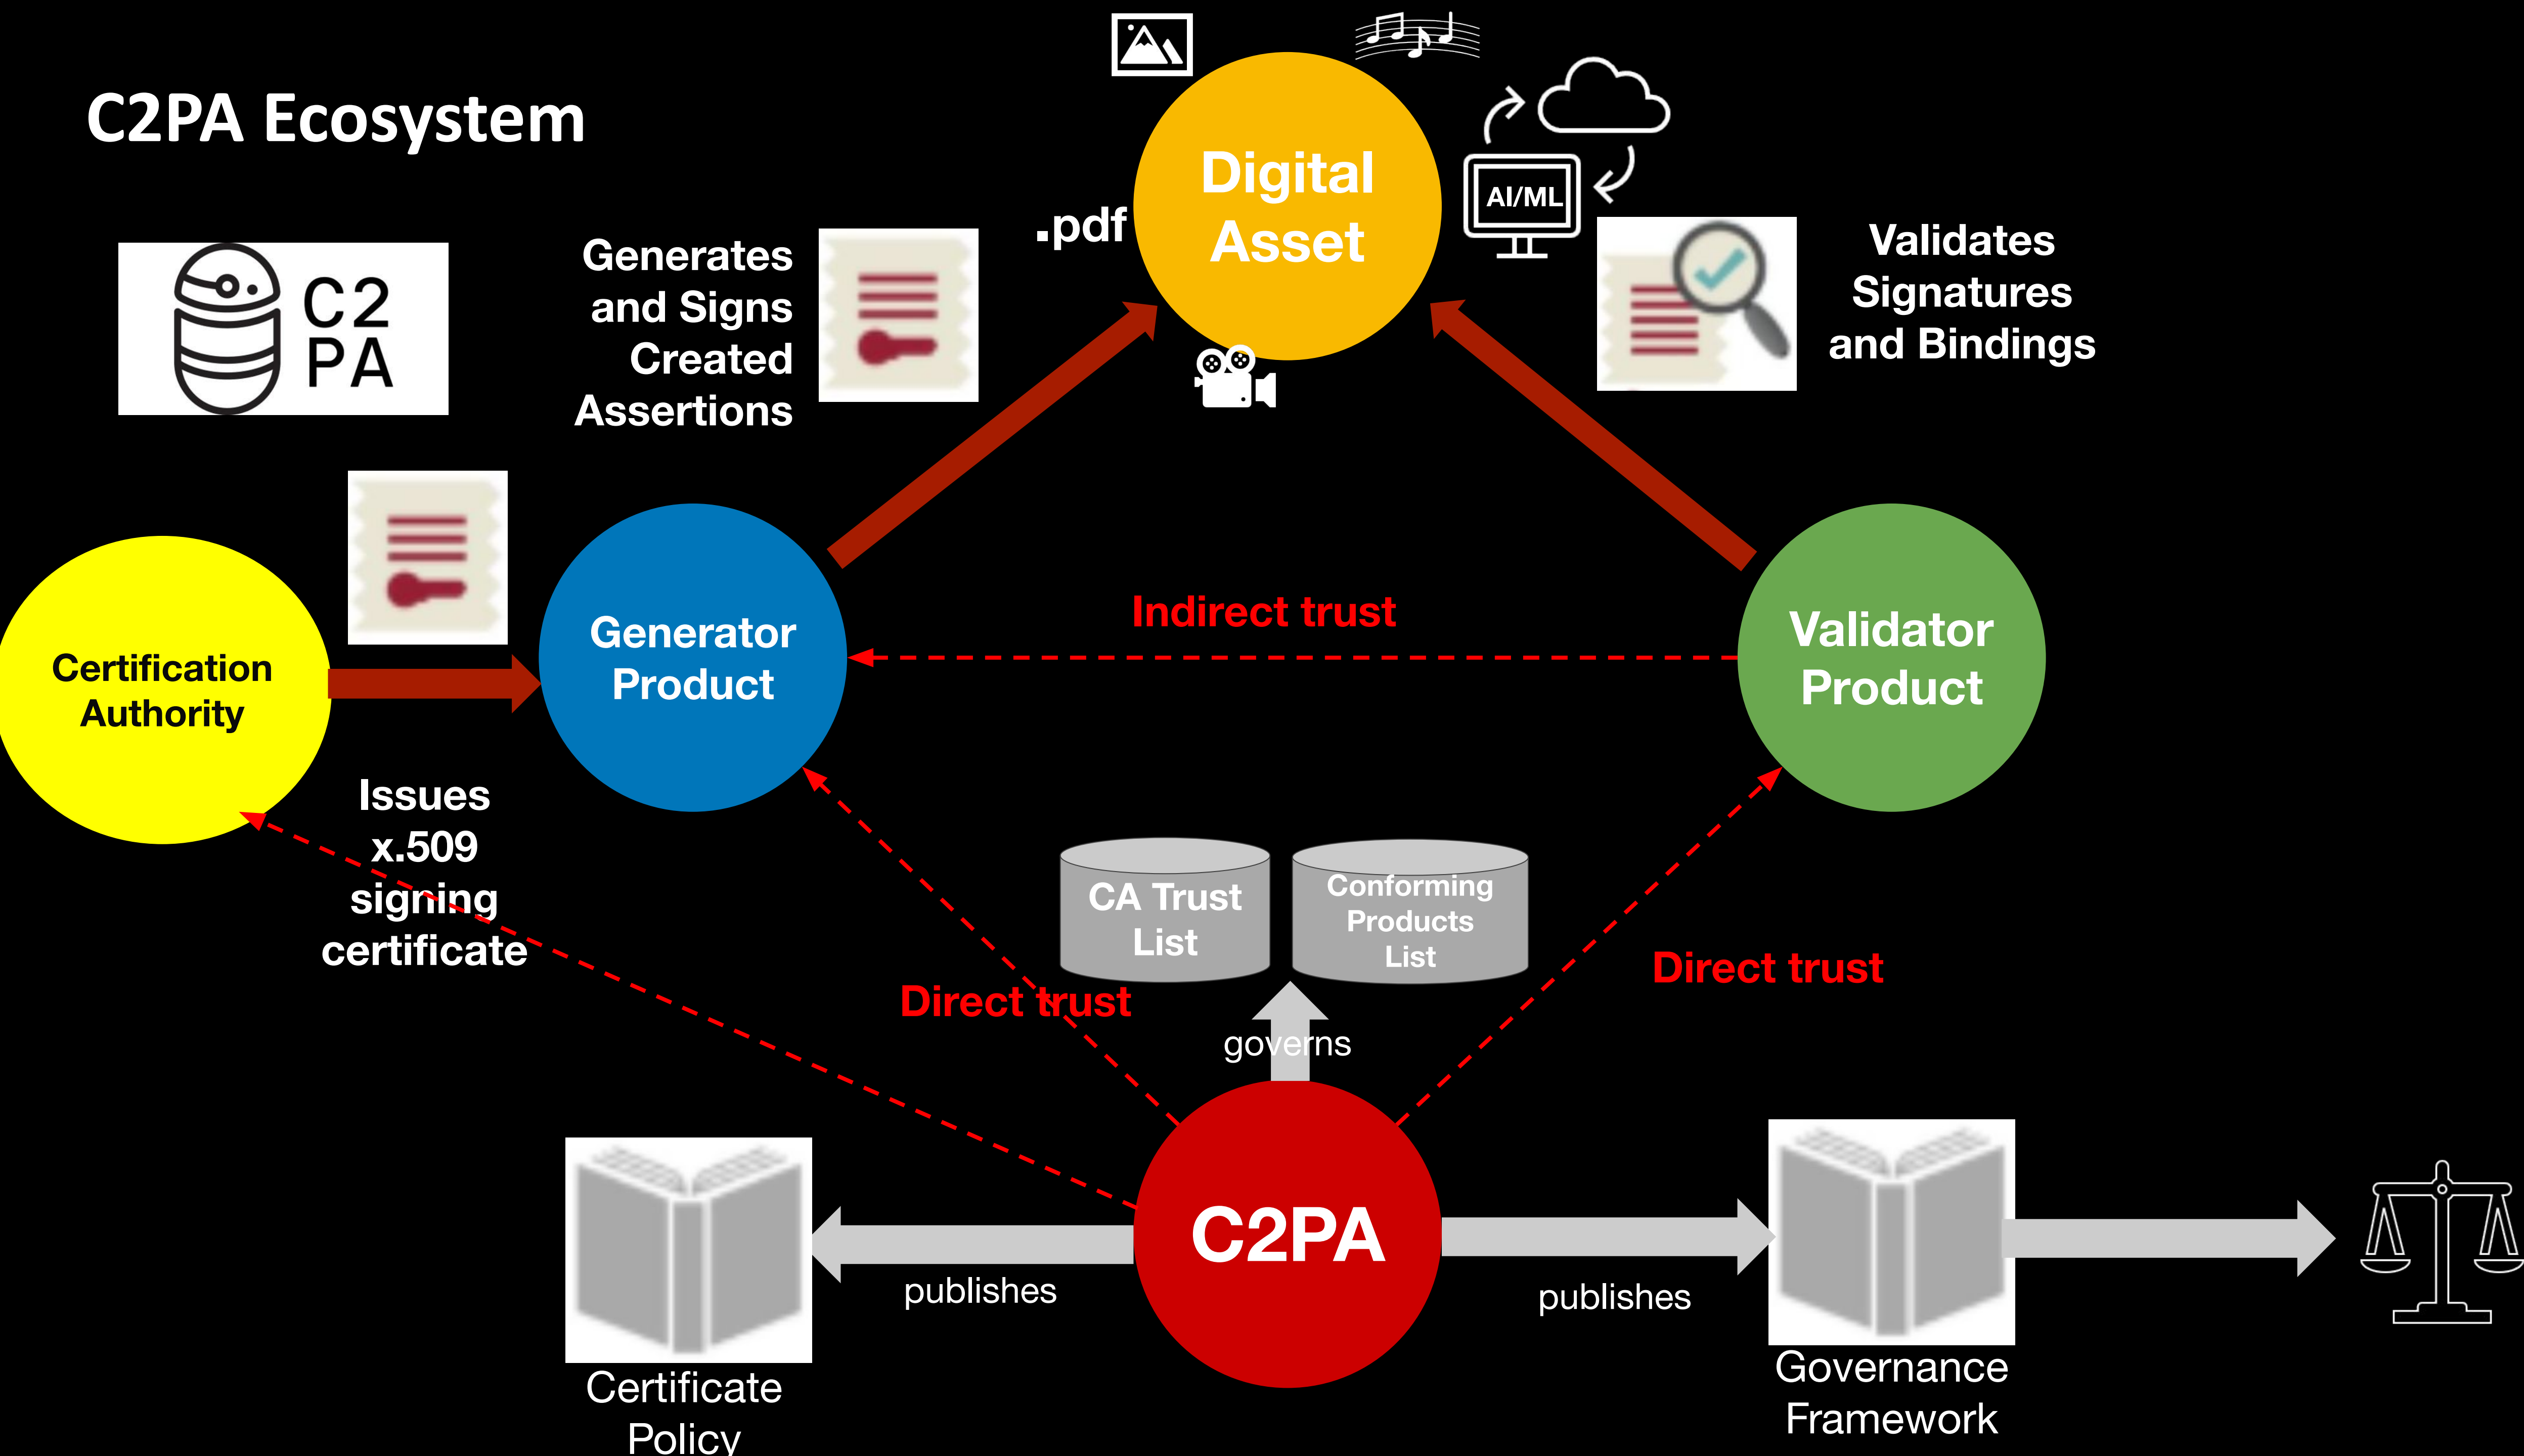 C2PA Ecosystem
C2
PA
Generates
and Signs
Created
Assertions
.pdf
Digital
Asset
AI/ML
Validates
Signatures
and Bindings
Certification
Authority
Issues
x.509
signing
certificate
Generator
Product
Indirect trust
Validator
Product
CA Trust
List
Conforming
Products
List
Direct trust
Direct trust
governs
C2PA
publishes
publishes
Certificate
Policy
Governance
Framework